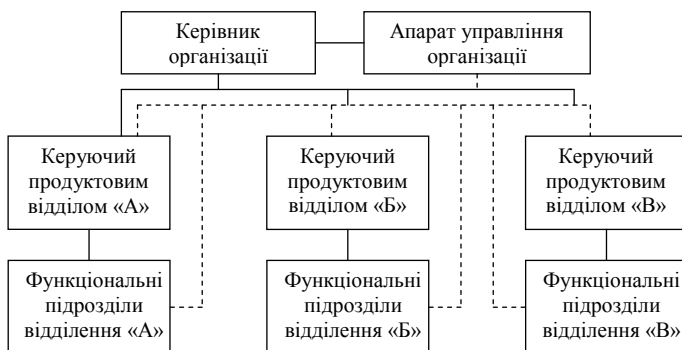 Керівник
організації
Апарат управління
організації
Керуючий
продуктовим
відділом «А»
Керуючий
продуктовим
відділом «Б»
Керуючий
продуктовим
відділом «В»
Функціональні
підрозділи
відділення «А»
Функціональні
підрозділи
відділення «Б»
Функціональні
підрозділи
відділення «В»